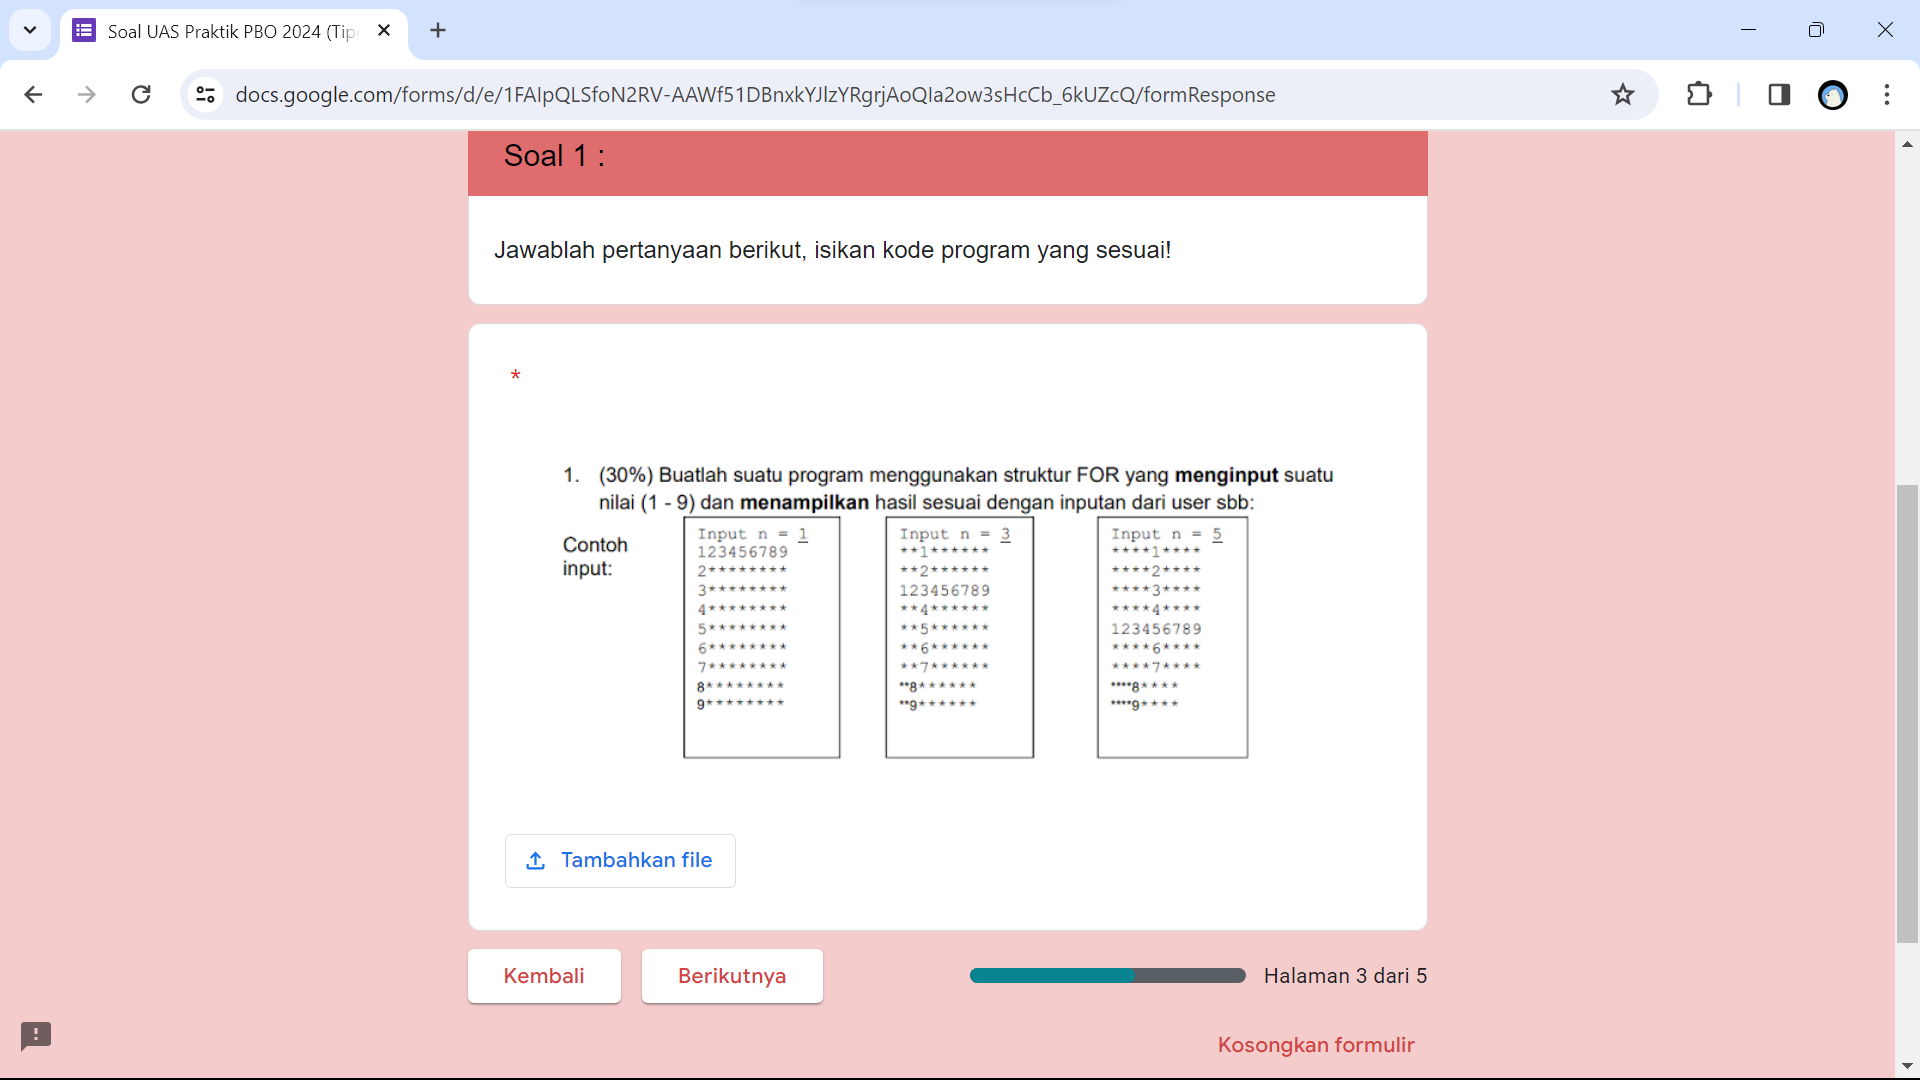 Soal UAS Praktik PBO 2024 (Tip
docs.google.com/forms/d/e/1FAIpQLSfoN2RV-AAWf51DBnxkYJlzYRgrjAoQIa2ow3sHcCb_6kUZcQ/formResponse
Soal 1 :
Jawablah pertanyaan berikut, isikan kode program yang sesuai!
*
1. (30%) Buatlah suatu program menggunakan struktur FOR yang menginput suatu
nilai (1 - 9) dan menampilkan hasil sesuai dengan inputan dari user sbb:
Contoh
input:
Input n = 1
123456789
2********
3********
4********
5********
6********
7********
8********
9********
Input n = 3
**1******
**2******
123456789
**4******
**5******
**6******
**7******
**8******
**9******
Input n = 5
****1****
****2****
****3****
****4****
123456789
****6****
****7****
****8****
****9****
Tambahkan file
Kembali
Berikutnya
Halaman 3 dari 5
Kosongkan formulir